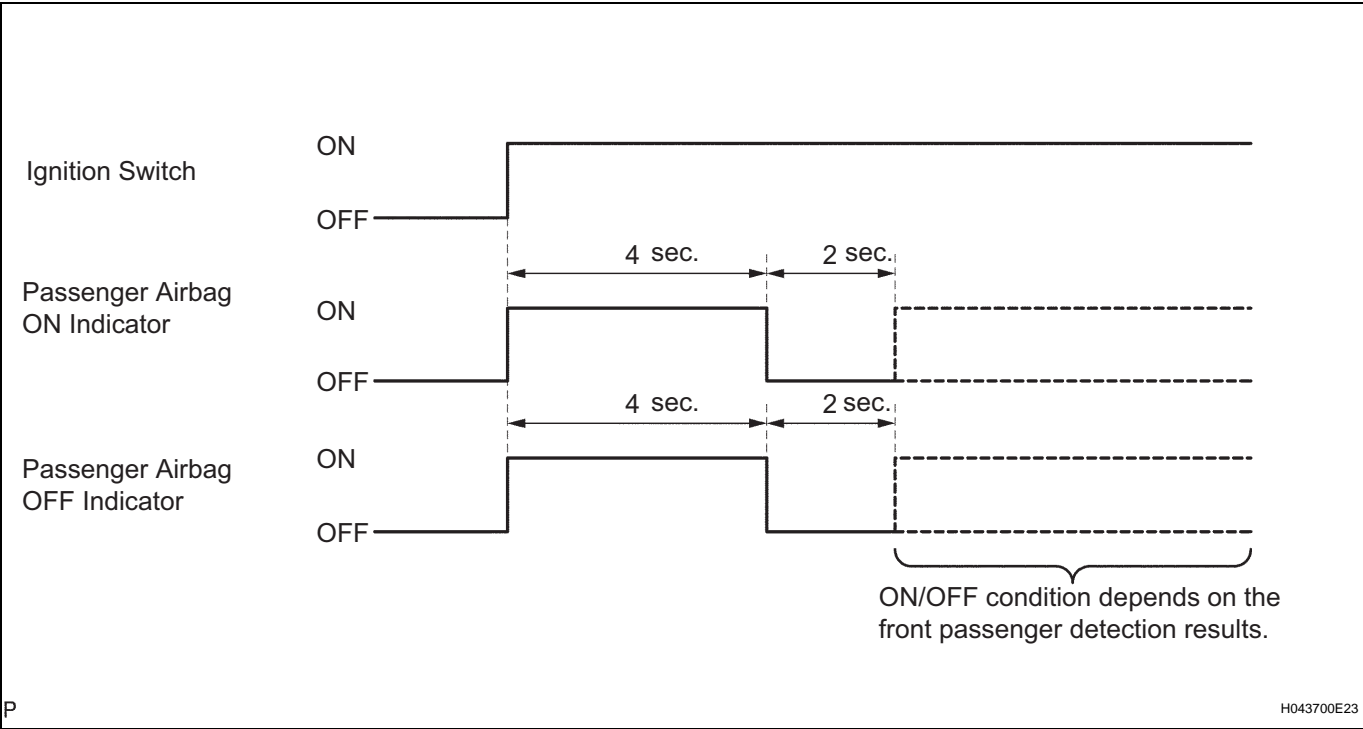 ON
Ignition Switch
OFF
4 sec. 2 sec.
Passenger Airbag
ON Indicator
ON
OFF
4 sec. 2 sec.
Passenger Airbag
OFF Indicator
ON
OFF
ON/OFF condition depends on the
front passenger detection results.
P
H043700E23